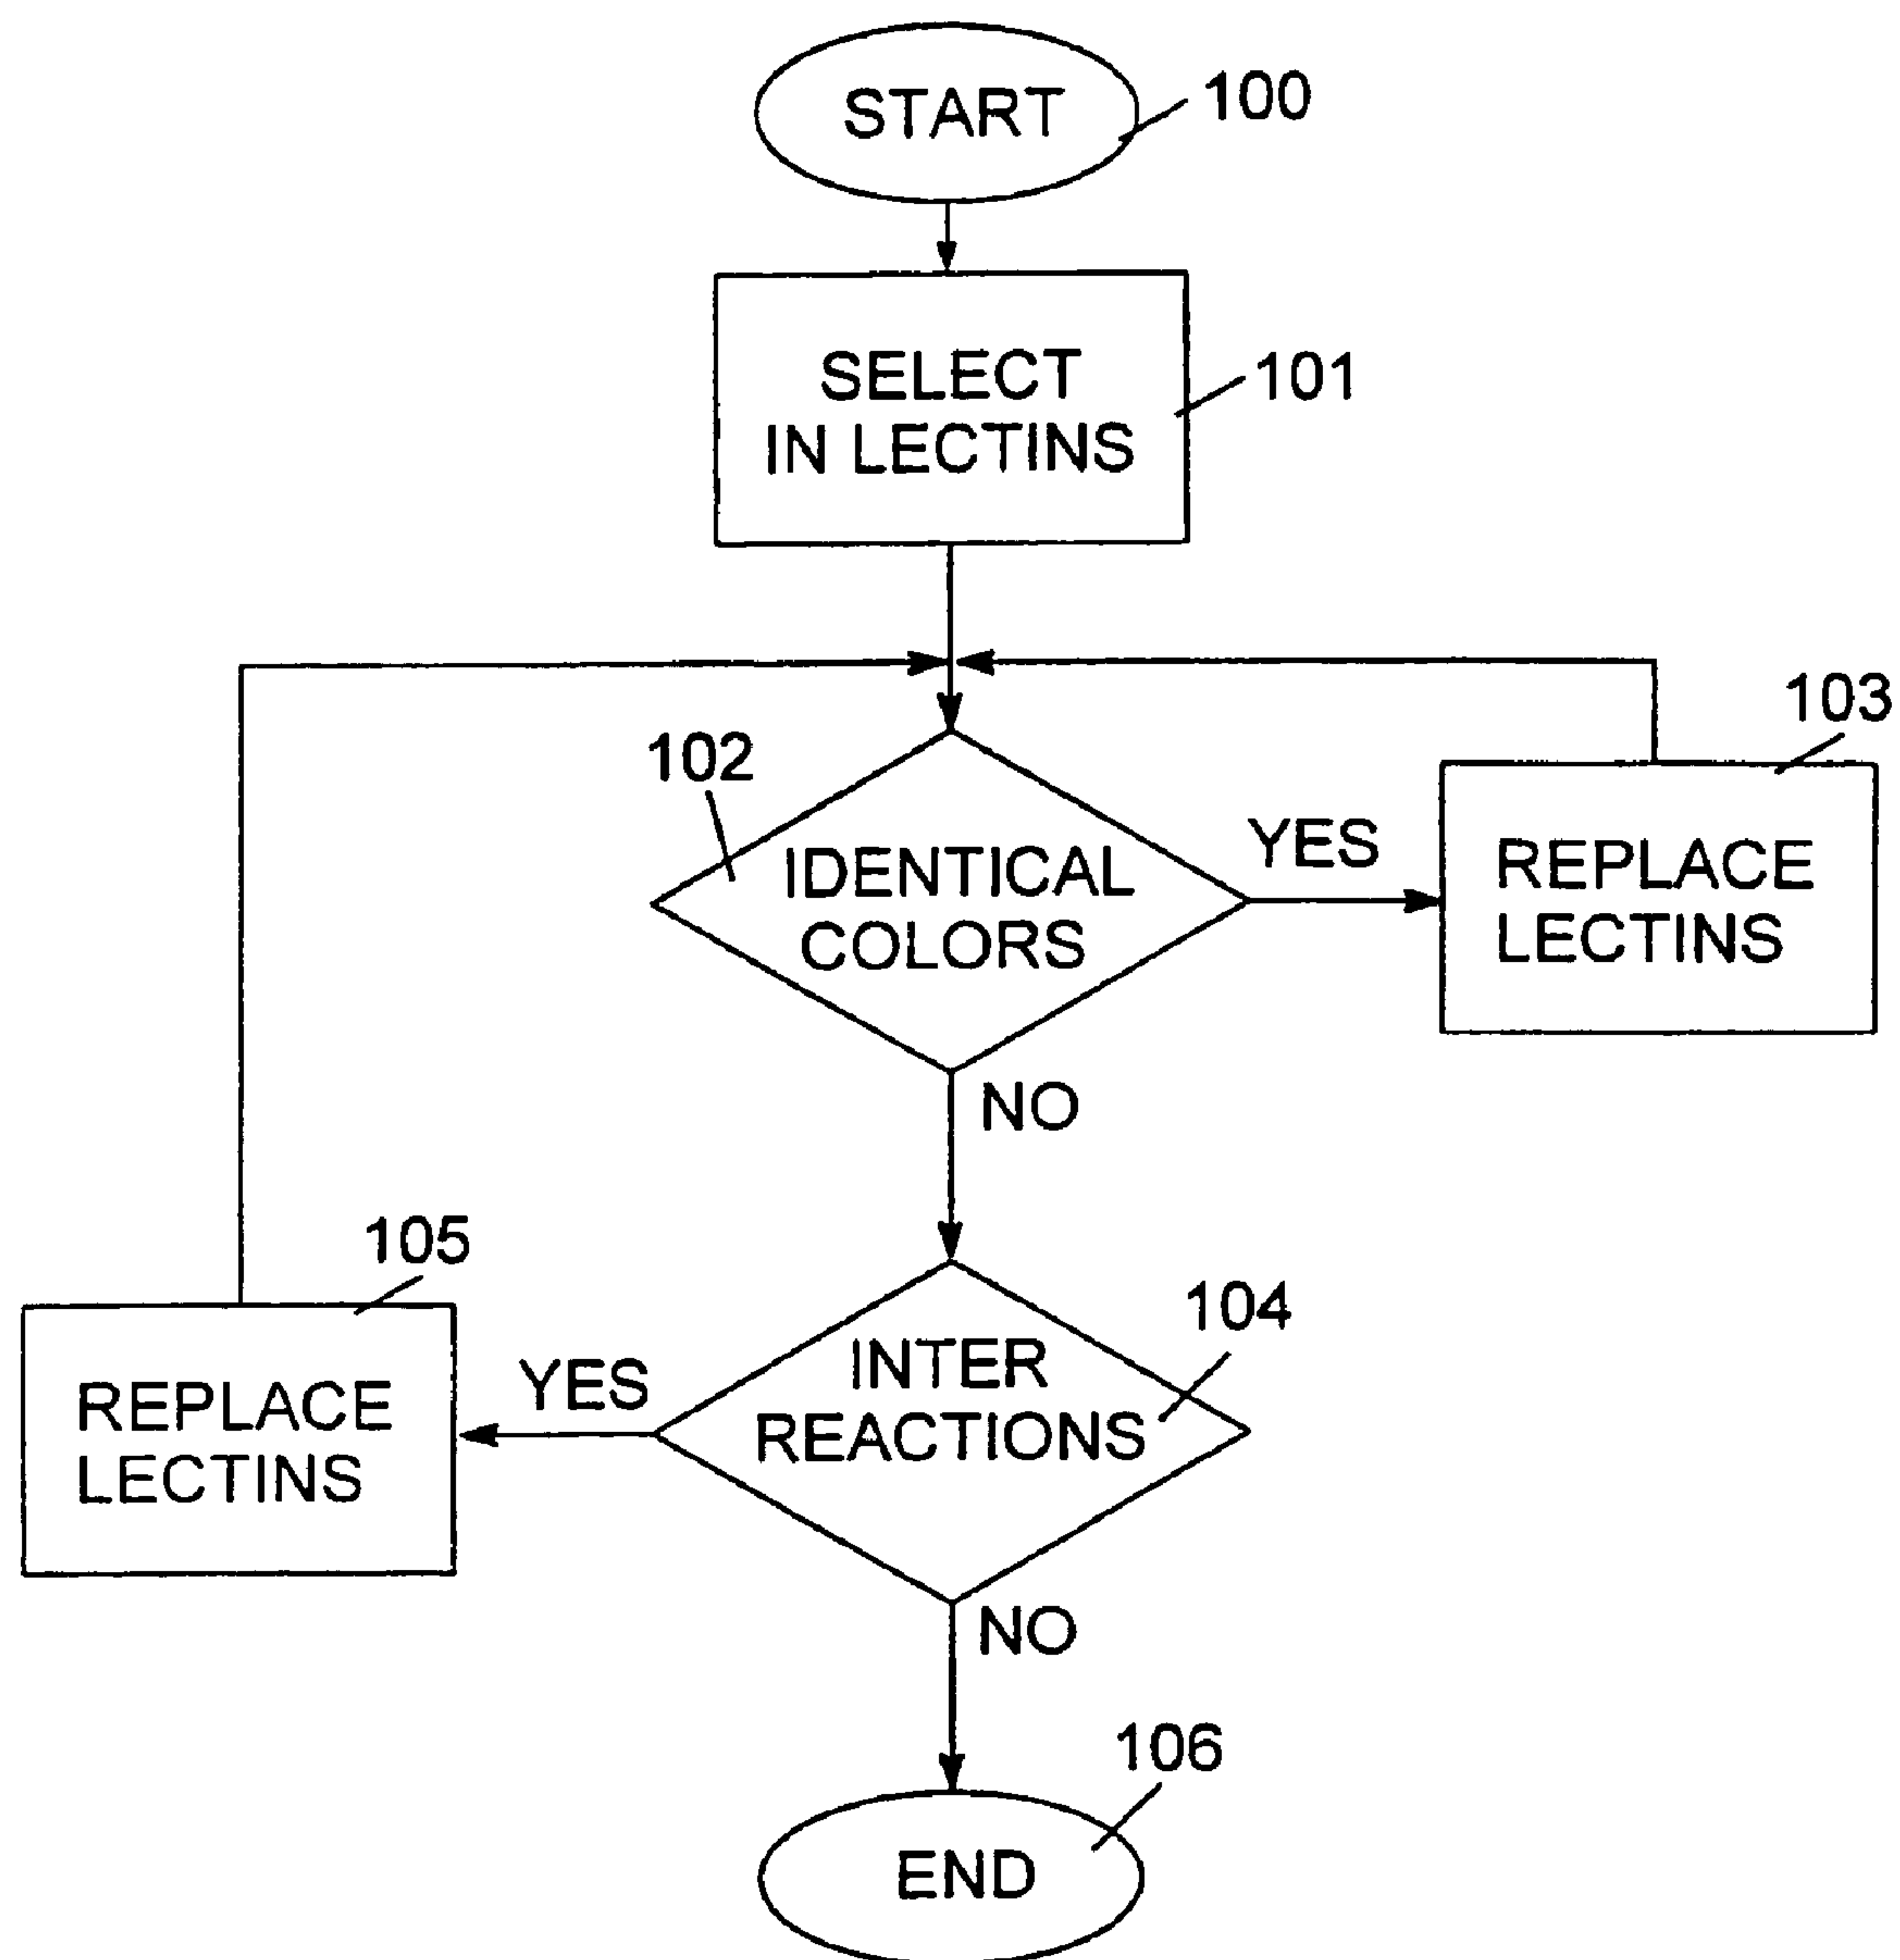 START
100
SELECT
IN LECTINS
101
103
102
IDENTICAL
COLORS
YES
REPLACE
LECTINS
NO
105
104
INTER
REACTIONS
YES
REPLACE
LECTINS
NO
106
END